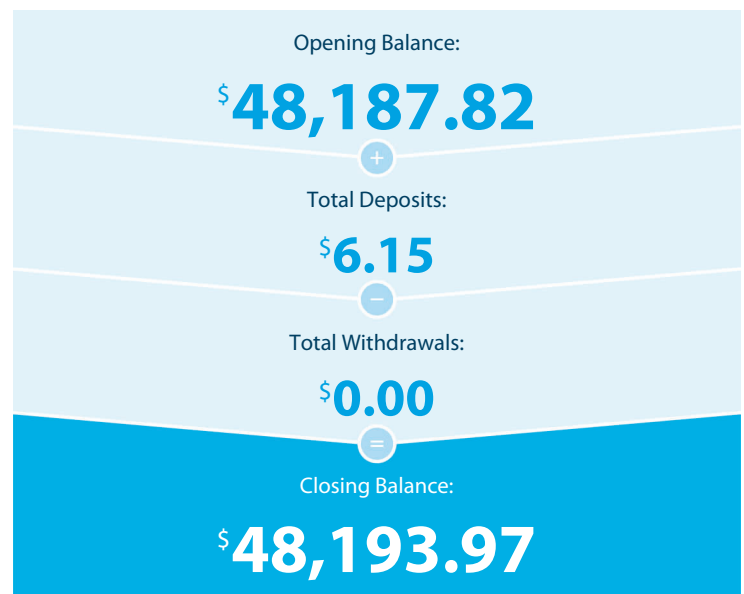 Opening Balance:
$48,187.82
+
Total Deposits:
$6.15
−
Total Withdrawals:
$0.00
=
Closing Balance:
$48,193.97